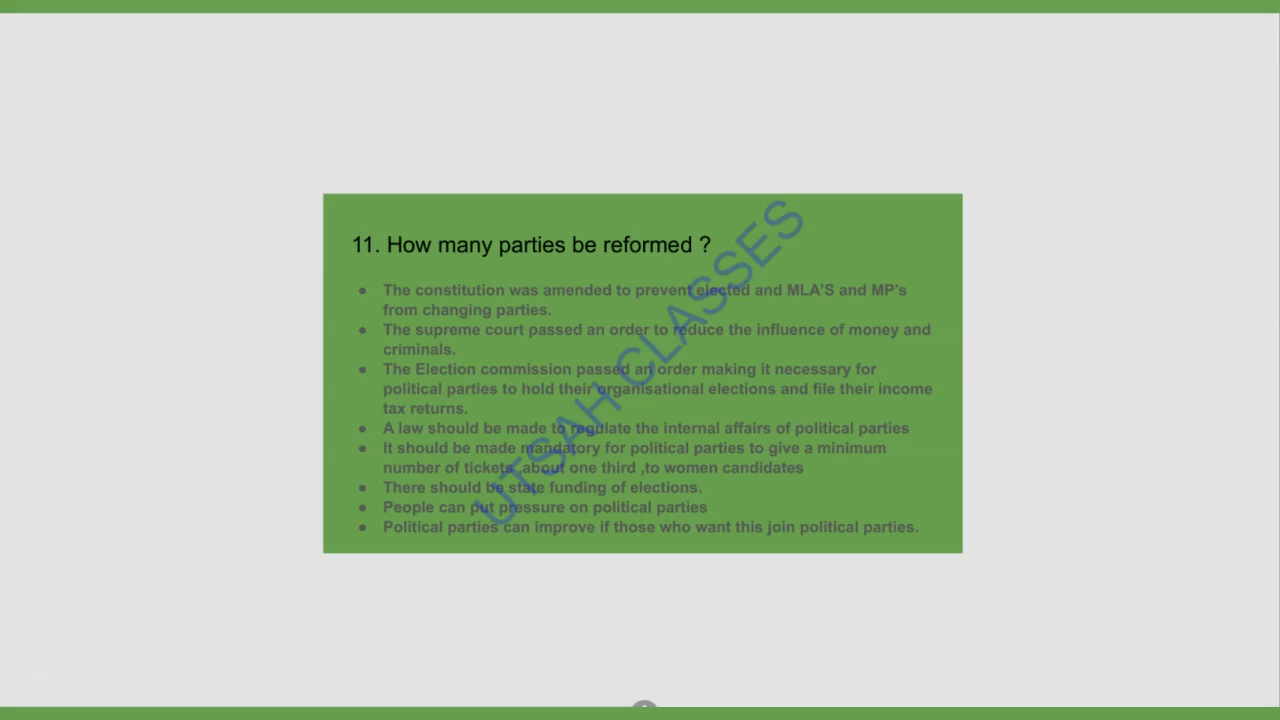 11. How many parties be reformed ?
● The constitution was amended to prevent elected and MLA'S and MP's
from changing parties.
● The supreme court passed an order to reduce the influence of money and
criminals.
● The Election commission passed an order making it necessary for
political parties to hold their organisational elections and file their income
tax returns.
● A law should be made to regulate the internal affairs of political parties
● It should be made mandatory for political parties to give a minimum
number of tickets ,about one third ,to women candidates
● There should be state funding of elections.
● People can put pressure on political parties
● Political parties can improve if those who want this join political parties.
UTSAH CLASSES